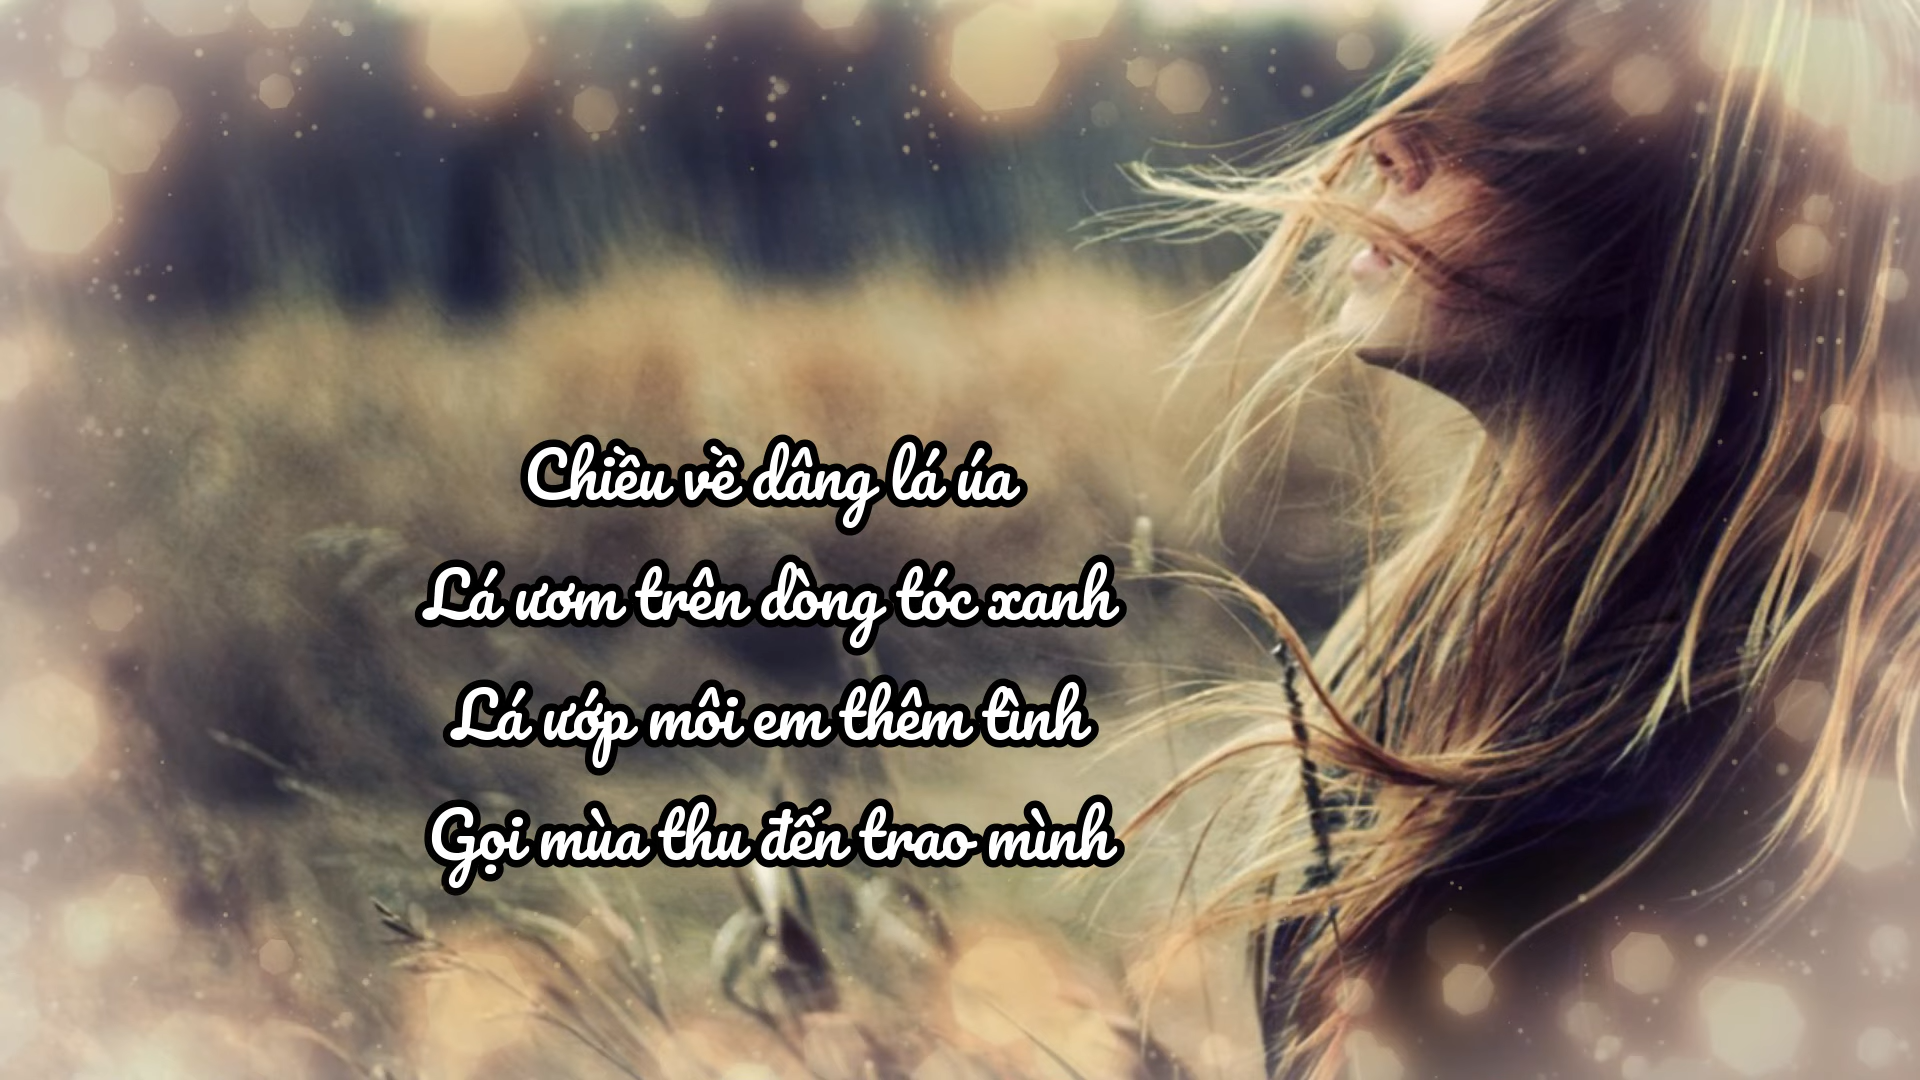 Chiều về dâng lá úa
Lá ươm trên dòng tóc xanh
Lá ướp môi em thêm tình
Gọi mùa thu đến trao mình